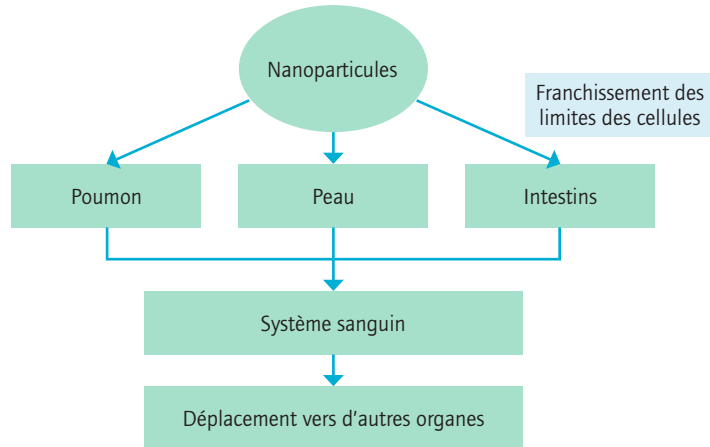 Nanoparticules
Franchissement des
limites des cellules
Poumon
Peau
Intestins
Système sanguin
Déplacement vers d'autres organes